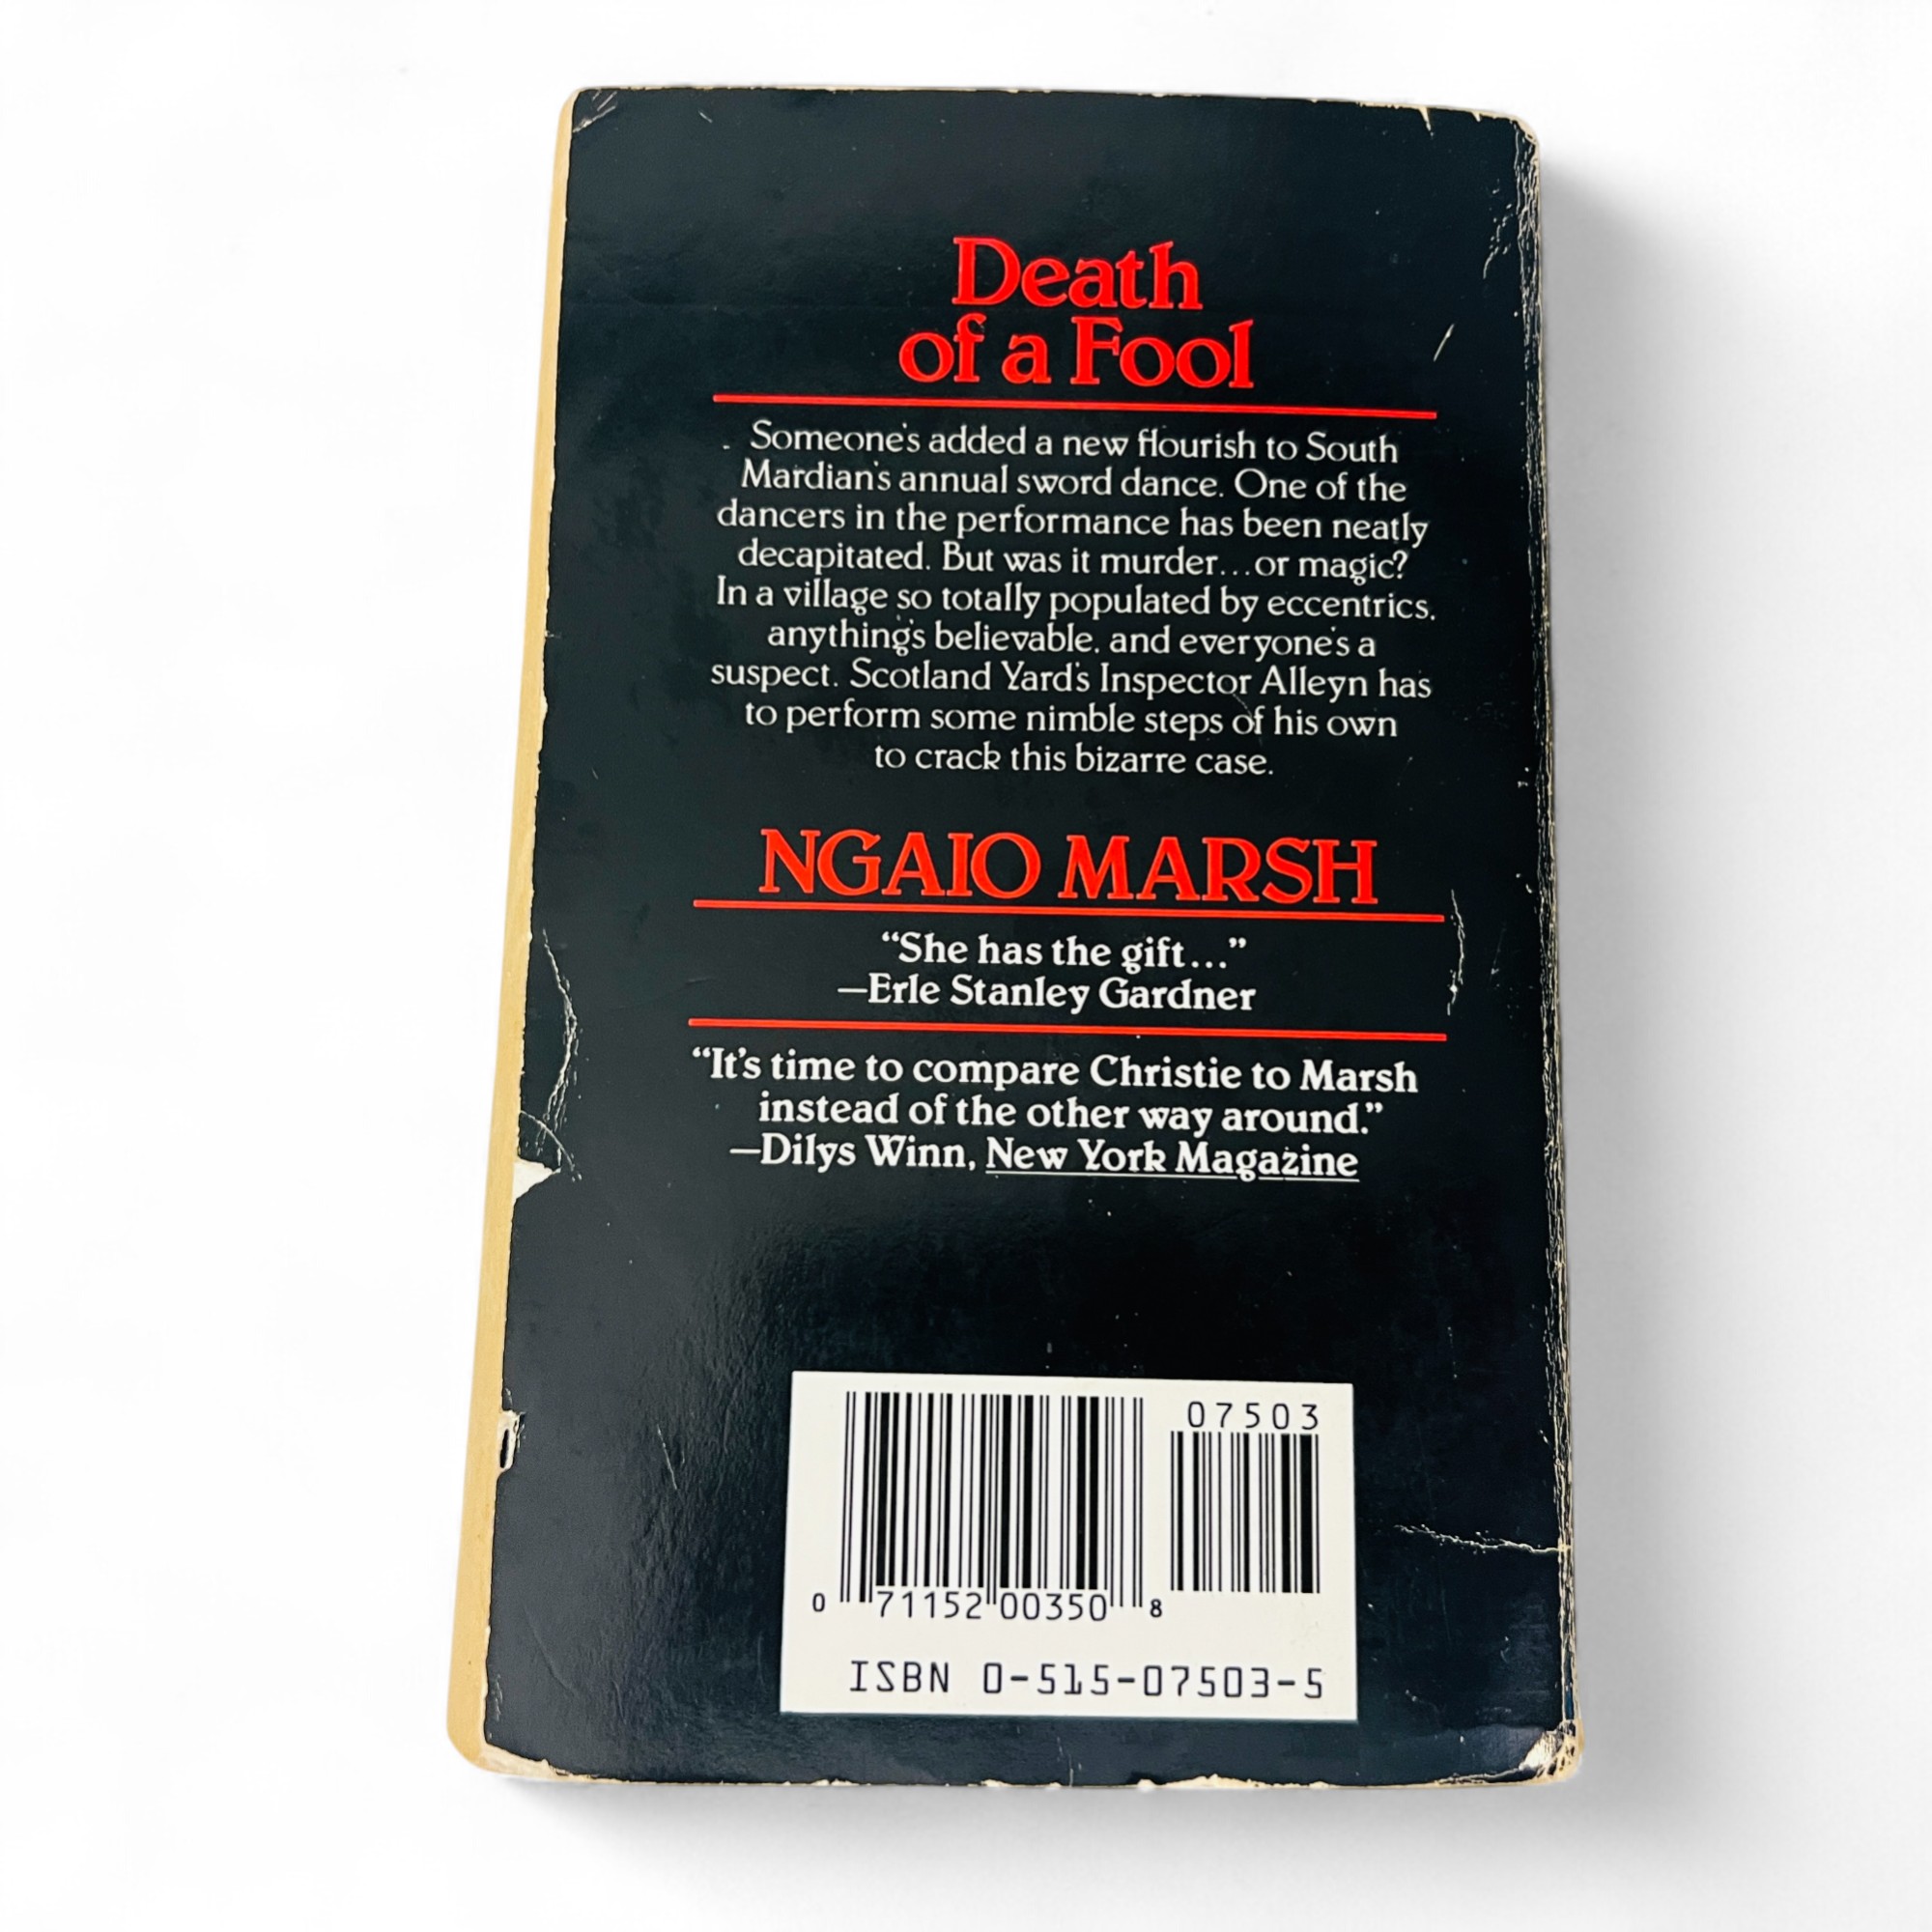 Death
of a Fool
Someone's added a new flourish to South
Mardian's annual sword dance. One of the
dancers in the performance has been neatly
decapitated. But was it murder...or magic?
In a village so totally populated by eccentrics,
anything's believable, and everyone's a
suspect. Scotland Yard's Inspector Alleyn has
to perform some nimble steps of his own
to crack this bizarre case.
NGAIO MARSH
“She has the gift...”
—Erle Stanley Gardner
“It's time to compare Christie to Marsh
instead of the other way around.”
—Dilys Winn, New York Magazine
07503
0 71152 00350 8
ISBN 0-515-07503-5